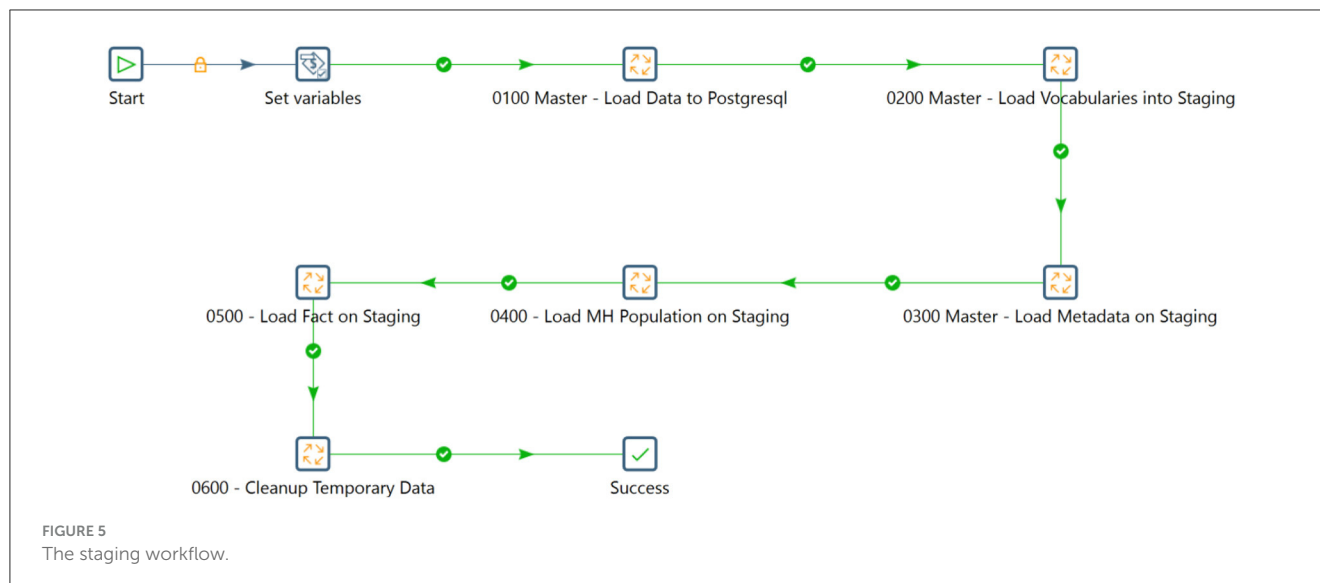 Start
Set variables
0100 Master - Load Data to Postgresql
0200 Master - Load Vocabularies into Staging
0500 - Load Fact on Staging
0400 - Load MH Population on Staging
0300 Master - Load Metadata on Staging
0600 - Cleanup Temporary Data
Success
FIGURE 5
The staging workflow.